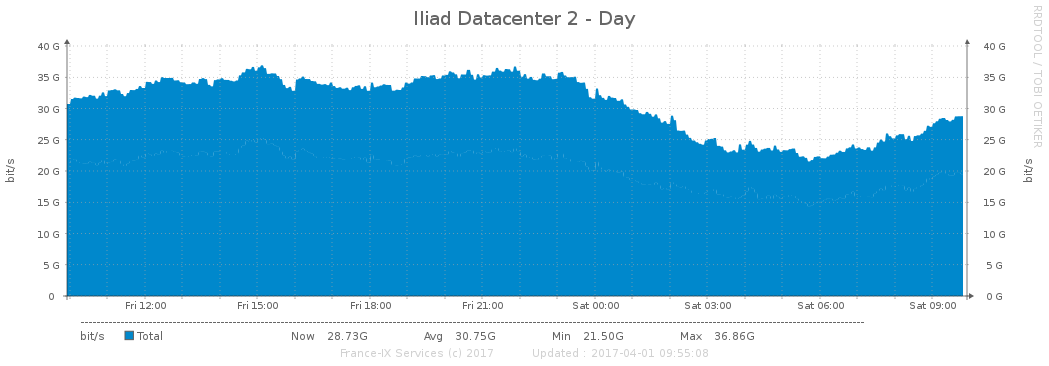 Iliad Datacenter 2 - Day
RRDTOOL / TOBI OETIKER
40 G 40 G
35 G 35 G
30 G 30 G
25 G 25 G
20 G 20 G
15 G 15 G
10 G 10 G
5 G 5 G
0 0 G
bit/s
bit/s
Fri 12:00 Fri 15:00 Fri 18:00 Fri 21:00 Sat 00:00 Sat 03:00 Sat 06:00 Sat 09:00
bit/s Total Now 28.73G Avg 30.75G Min 21.50G Max 36.86G
France-IX Services (c) 2017 Updated : 2017-04-01 09:55:08